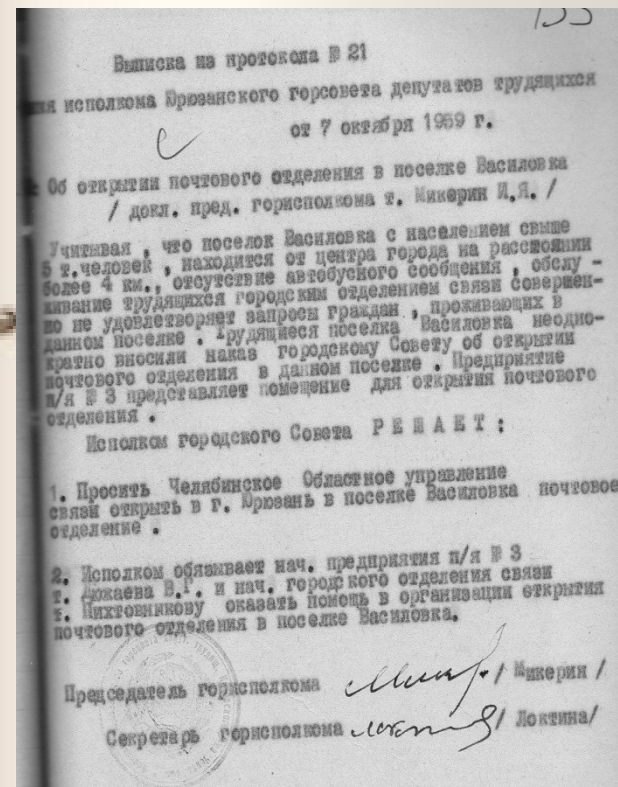 133
Выписка из протокола № 21
ния исполкома Юрюзанского горсовета депутатов трудящихся
от 7 октября 1959 г.
Об открытии почтового отделения в поселке Василовка
/ докл. пред. горисполкома т. Микерин И.Я. /
Учитывая , что поселок Василовка с населением свыше
5 т.человек , находится от центра города на расстоянии
более 4 км., отсутствие автобусного сообщения , обслу -
живание трудящихся городским отделением связи совершен-
но не удовлетворяет запросы граждан , проживающих в
данном поселке . Трудящиеся поселка Василовка неодно-
кратно вносили наказ городскому Совету об открытии
почтового отделения в данном поселке . Предприятие
п/я № 3 представляет помещение для открытия почтового
отделения .
Исполком городского Совета Р Е Ш А Е Т :
1. Просить Челябинское Областное управление
связи открыть в г. Юрюзань в поселке Василовка почтовое
отделение .
2. Исполком обязывает нач. предприятия п/я № 3
т. Дюкаева В.Г. и нач. городского отделения связи
т. Пихтовникову оказать помощь в организации открытия
почтового отделения в поселке Василовка.
Председатель горисполкома / Микерин /
Секретарь горисполкома / Локтина/